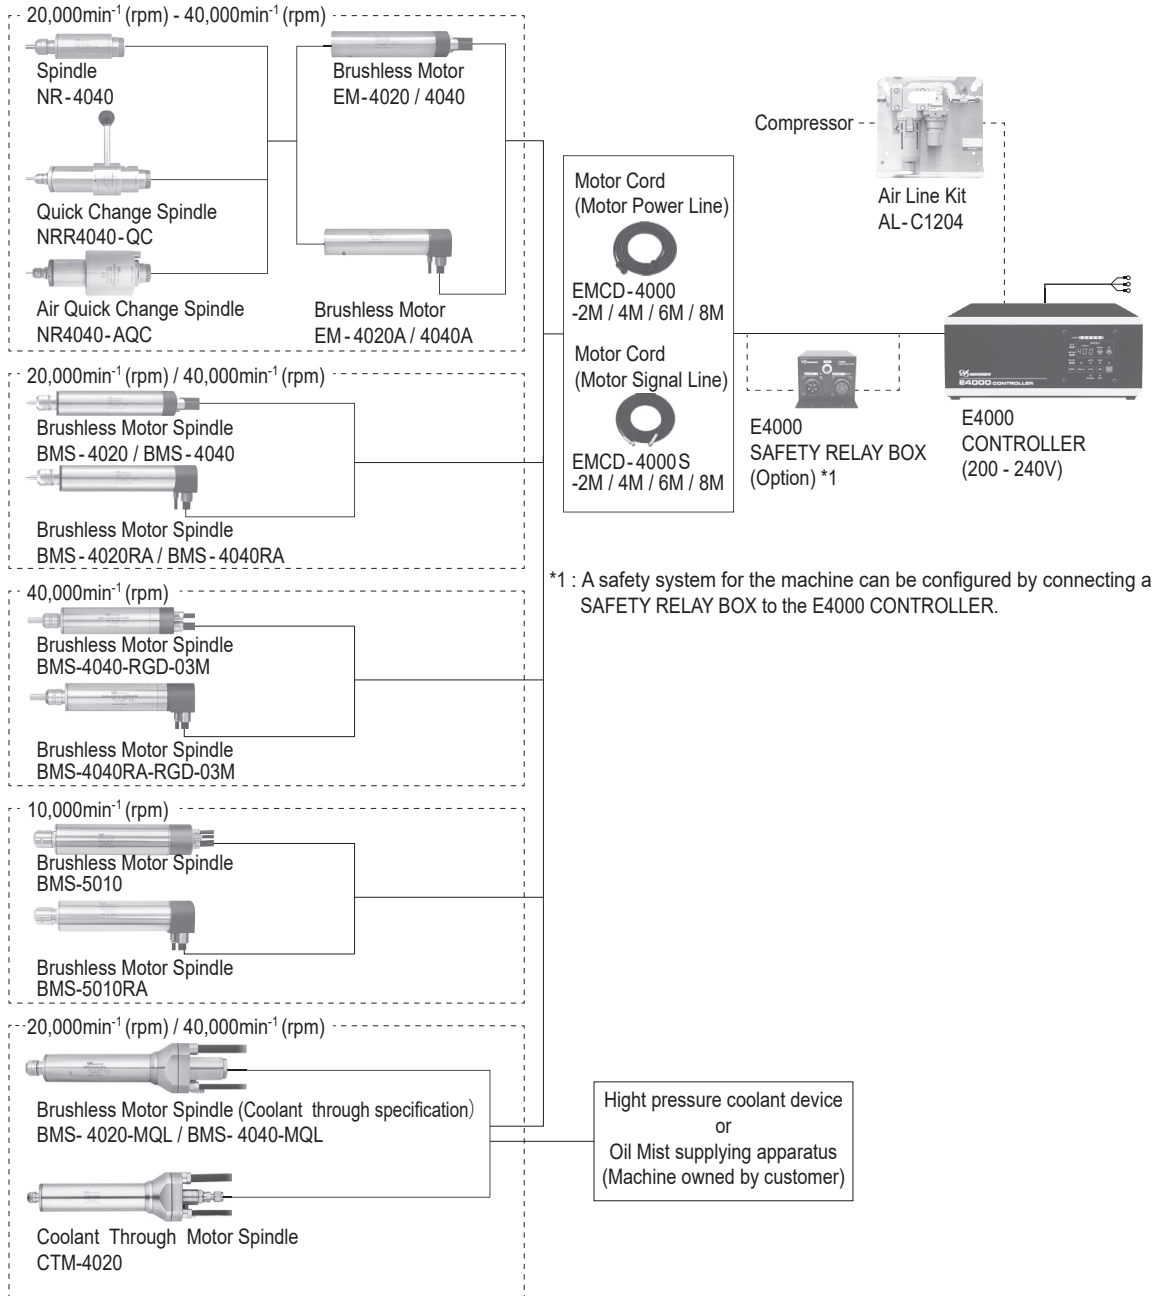 20,000min-1 (rpm) - 40,000min-1 (rpm)
Spindle
NR-4040
Quick Change Spindle
NRR4040-QC
Air Quick Change Spindle
NR4040-AQC
Brushless Motor
EM-4020 / 4040
Brushless Motor
EM-4020A / 4040A
20,000min-1 (rpm) / 40,000min-1 (rpm)
Brushless Motor Spindle
BMS-4020 / BMS-4040
Brushless Motor Spindle
BMS-4020RA / BMS-4040RA
40,000min-1 (rpm)
Brushless Motor Spindle
BMS-4040-RGD-03M
Brushless Motor Spindle
BMS-4040RA-RGD-03M
10,000min-1 (rpm)
Brushless Motor Spindle
BMS-5010
Brushless Motor Spindle
BMS-5010RA
20,000min-1 (rpm) / 40,000min-1 (rpm)
Brushless Motor Spindle (Coolant through specification)
BMS- 4020-MQL / BMS- 4040-MQL
Coolant Through Motor Spindle
CTM-4020
Motor Cord
(Motor Power Line)
EMCD-4000
-2M / 4M / 6M / 8M
Motor Cord
(Motor Signal Line)
EMCD-4000S
-2M / 4M / 6M / 8M
Compressor
Air Line Kit
AL-C1204
E4000
SAFETY RELAY BOX
(Option) *1
NAKANISHI
E4000 CONTROLLER
400
E4000
CONTROLLER
(200 - 240V)
*1 : A safety system for the machine can be configured by connecting a
SAFETY RELAY BOX to the E4000 CONTROLLER.
Hight pressure coolant device
or
Oil Mist supplying apparatus
(Machine owned by customer)